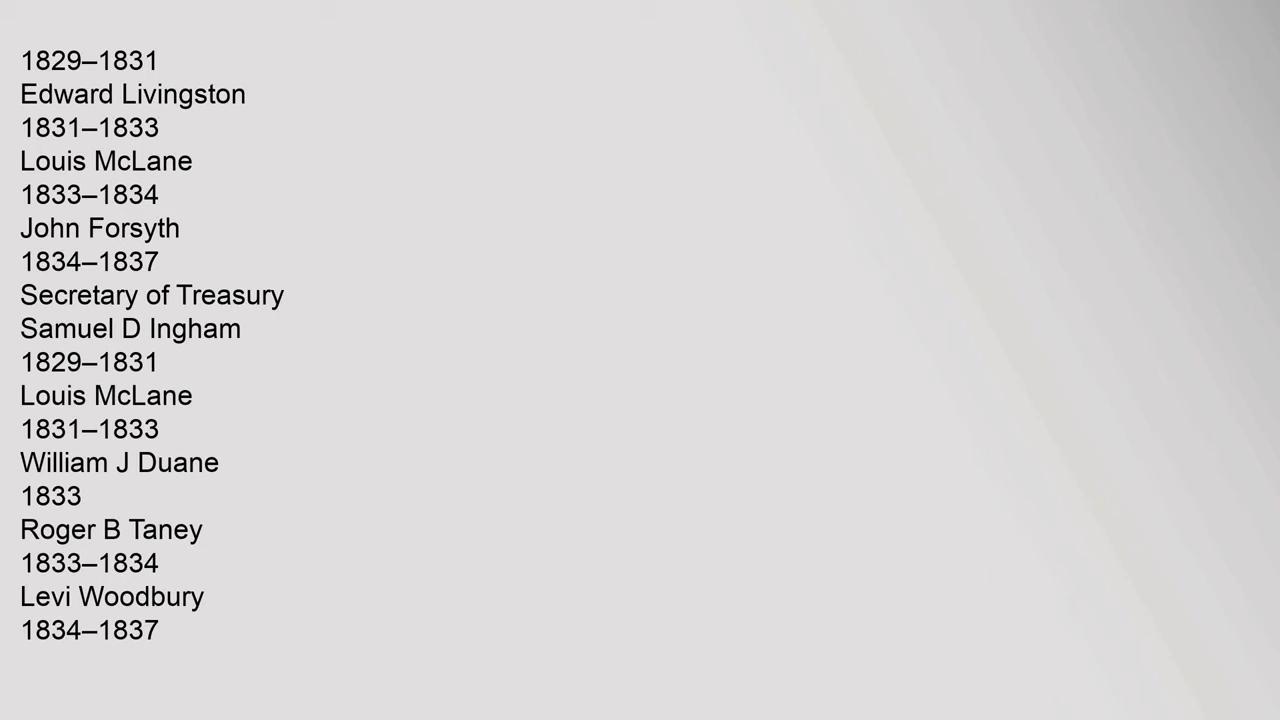 1829–1831
Edward Livingston
1831–1833
Louis McLane
1833–1834
John Forsyth
1834–1837
Secretary of Treasury
Samuel D Ingham
1829–1831
Louis McLane
1831–1833
William J Duane
1833
Roger B Taney
1833–1834
Levi Woodbury
1834–1837